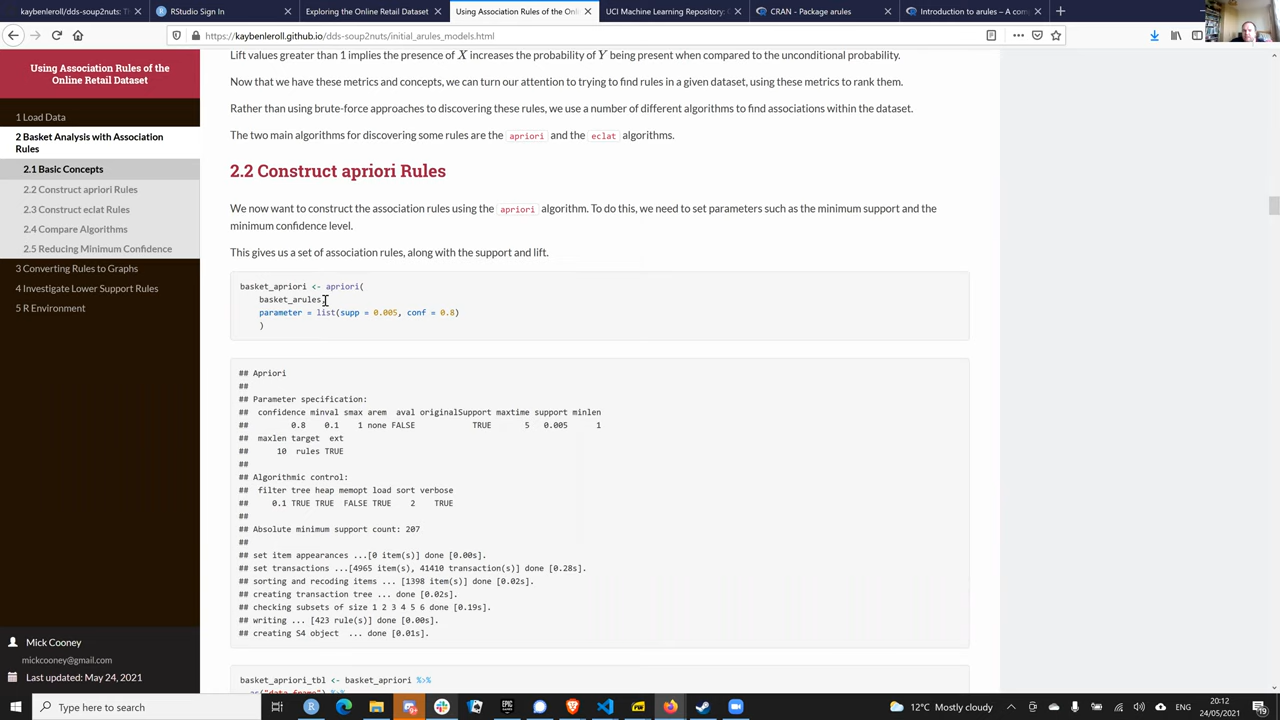 kaybenleroll/dds-soup2nuts: T
RStudio Sign In
Exploring the Online Retail Dataset
Using Association Rules of the Onl
UCI Machine Learning Repository:
CRAN - Package arules
Introduction to arules – A com
https://kaybenleroll.github.io/dds-soup2nuts/initial_arules_models.html
Using Association Rules of the
Online Retail Dataset
1 Load Data
2 Basket Analysis with Association
Rules
2.1 Basic Concepts
2.2 Construct apriori Rules
2.3 Construct eclat Rules
2.4 Compare Algorithms
2.5 Reducing Minimum Confidence
3 Converting Rules to Graphs
4 Investigate Lower Support Rules
5 R Environment
Mick Cooney
mickcooney@gmail.com
Last updated: May 24, 2021
Lift values greater than 1 implies the presence of X increases the probability of Y being present when compared to the unconditional probability.
Now that we have these metrics and concepts, we can turn our attention to trying to find rules in a given dataset, using these metrics to rank them.
Rather than using brute-force approaches to discovering these rules, we use a number of different algorithms to find associations within the dataset.
The two main algorithms for discovering some rules are the apriori and the eclat algorithms.
2.2 Construct apriori Rules
We now want to construct the association rules using the apriori algorithm. To do this, we need to set parameters such as the minimum support and the
minimum confidence level.
This gives us a set of association rules, along with the support and lift.
basket_apriori <- apriori(
basket_arules,
parameter = list(supp = 0.005, conf = 0.8)
)
## Apriori
##
## Parameter specification:
## confidence minval smax arem aval originalSupport maxtime support minlen
## 0.8 0.1 1 none FALSE TRUE 5 0.005 1
## maxlen target ext
## 10 rules TRUE
##
## Algorithmic control:
## filter tree heap memopt load sort verbose
## 0.1 TRUE TRUE FALSE TRUE 2 TRUE
##
## Absolute minimum support count: 207
##
## set item appearances ...[0 item(s)] done [0.00s].
## set transactions ...[4965 item(s), 41410 transaction(s)] done [0.28s].
## sorting and recoding items ... [1398 item(s)] done [0.02s].
## creating transaction tree ... done [0.02s].
## checking subsets of size 1 2 3 4 5 6 done [0.19s].
## writing ... [423 rule(s)] done [0.00s].
## creating S4 object ... done [0.01s].
basket_apriori_tbl <- basket_apriori %>%
as("data.frame") %>%
Type here to search
12°C Mostly cloudy
ENG
20:12
24/05/2021